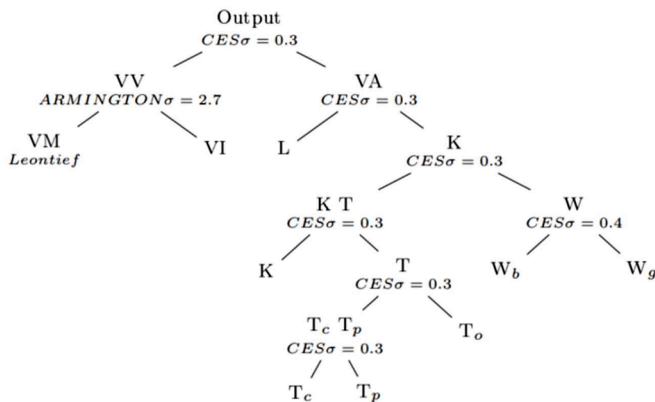 Output
CESσ = 0.3
VV
ARMINGTONσ = 2.7
VA
CESσ = 0.3
VM
Leontief
VI
L
K
CESσ = 0.3
K T
CESσ = 0.3
W
CESσ = 0.4
K
T
CESσ = 0.3
W_b
W_g
T_c T_p
CESσ = 0.3
T_o
T_c
T_p